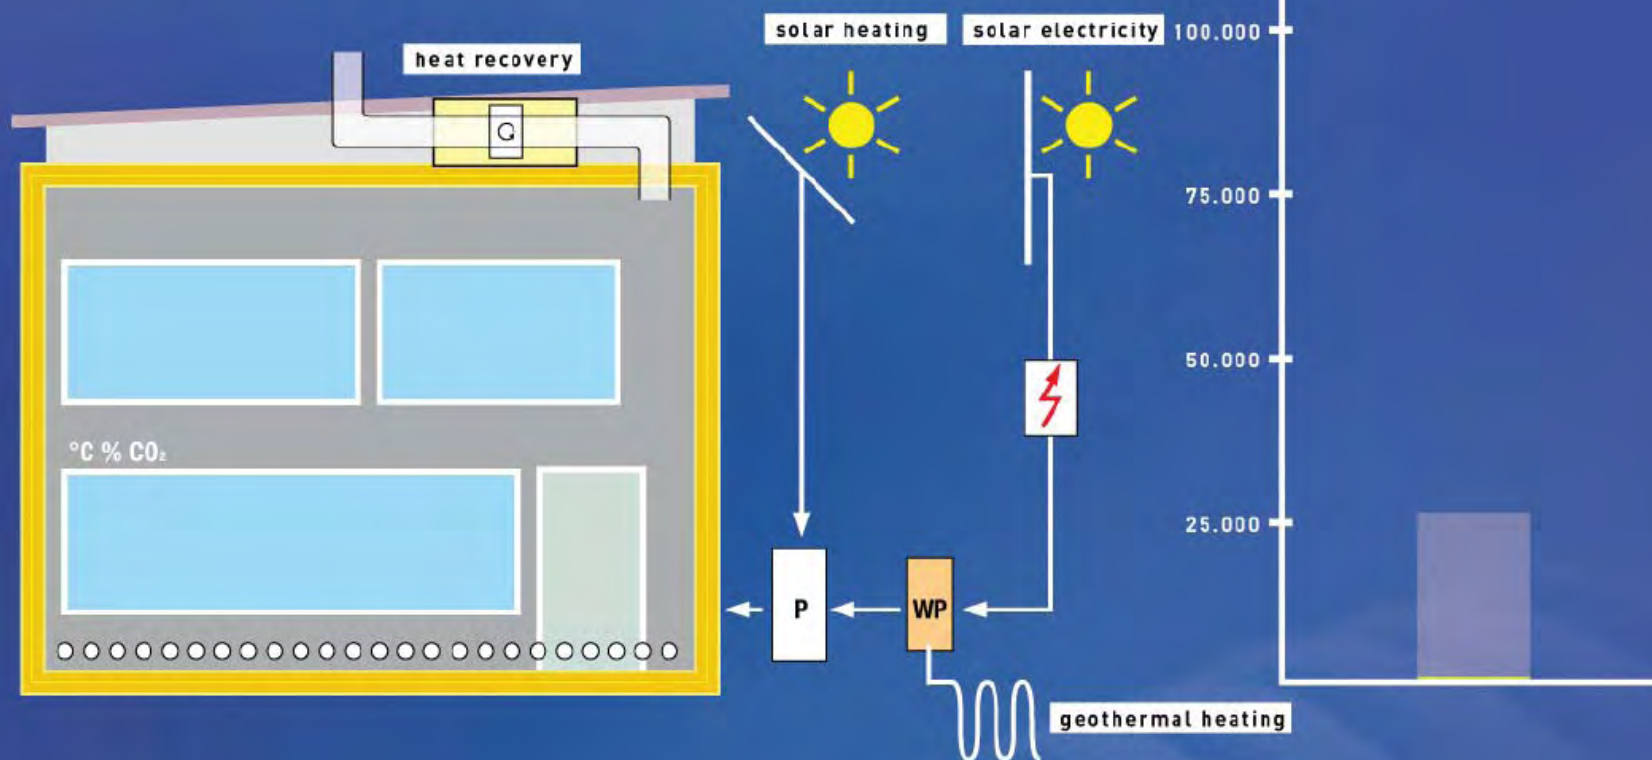 solar heating
solar electricity
100.000
heat recovery
75.000
50.000
°C % CO₂
25.000
P
WP
geothermal heating